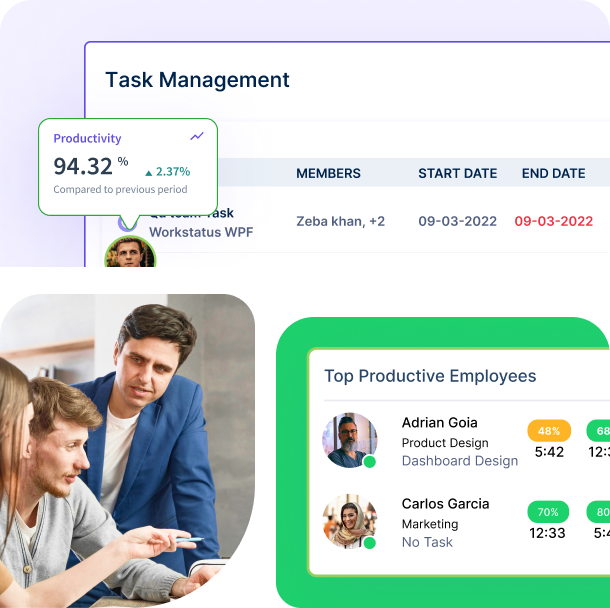 Task Management
Productivity
94.32 %
▲ 2.37%
Compared to previous period
MEMBERS START DATE END DATE
Task
Workstatus WPF
Zeba khan, +2 09-03-2022 09-03-2022
Top Productive Employees
Adrian Goia
Product Design
Dashboard Design
48%
5:42
68
12:3
Carlos Garcia
Marketing
No Task
70%
12:33
80
5:4